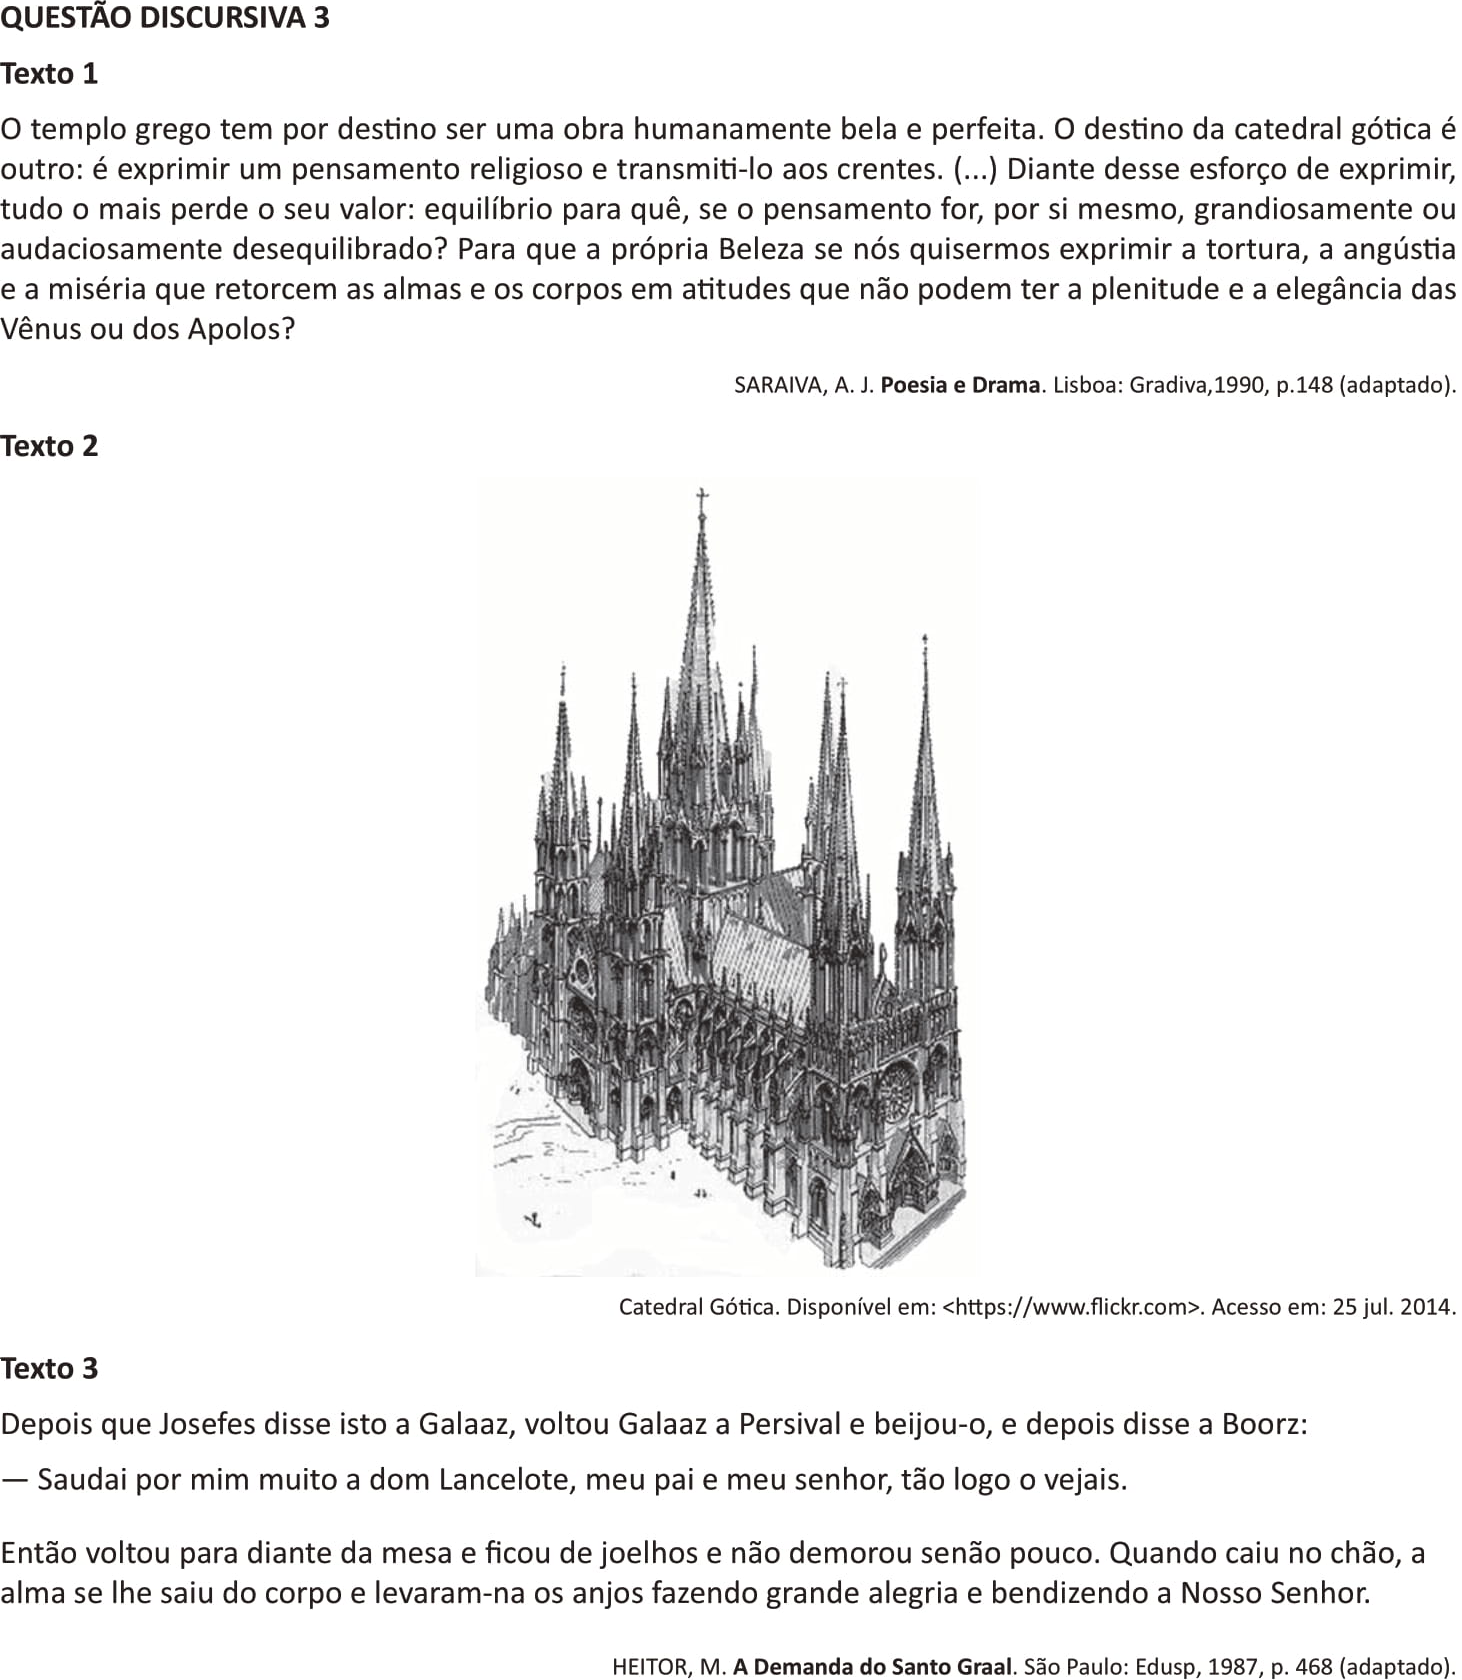 QUESTÃO DISCURSIVA 3
Texto 1
O templo grego tem por destino ser uma obra humanamente bela e perfeita. O destino da catedral gótica é
outro: é exprimir um pensamento religioso e transmiti-lo aos crentes. (...) Diante desse esforço de exprimir,
tudo o mais perde o seu valor: equilíbrio para quê, se o pensamento for, por si mesmo, grandiosamente ou
audaciosamente desequilibrado? Para que a própria Beleza se nós quisermos exprimir a tortura, a angústia
e a miséria que retorcem as almas e os corpos em atitudes que não podem ter a plenitude e a elegância das
Vênus ou dos Apolos?
SARAIVA, A. J. Poesia e Drama. Lisboa: Gradiva,1990, p.148 (adaptado).
Texto 2
Catedral Gótica. Disponível em: <https://www.flickr.com>. Acesso em: 25 jul. 2014.
Texto 3
Depois que Josefes disse isto a Galaaz, voltou Galaaz a Persival e beijou-o, e depois disse a Boorz:
— Saudai por mim muito a dom Lancelote, meu pai e meu senhor, tão logo o vejais.
Então voltou para diante da mesa e ficou de joelhos e não demorou senão pouco. Quando caiu no chão, a
alma se lhe saiu do corpo e levaram-na os anjos fazendo grande alegria e bendizendo a Nosso Senhor.
HEITOR, M. A Demanda do Santo Graal. São Paulo: Edusp, 1987, p. 468 (adaptado).